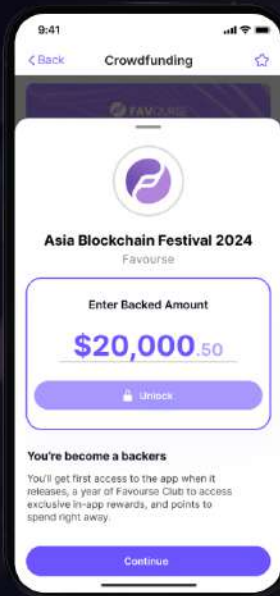 9:41
Back
Crowdfunding
FAVOURSE
Asia Blockchain Festival 2024
Favourse
Enter Backed Amount
$20,000.50
Unlock
You're become a backers
You'll get first access to the app when it
releases, a year of Favourse Club to access
exclusive in-app rewards, and points to
spend right away.
Continue